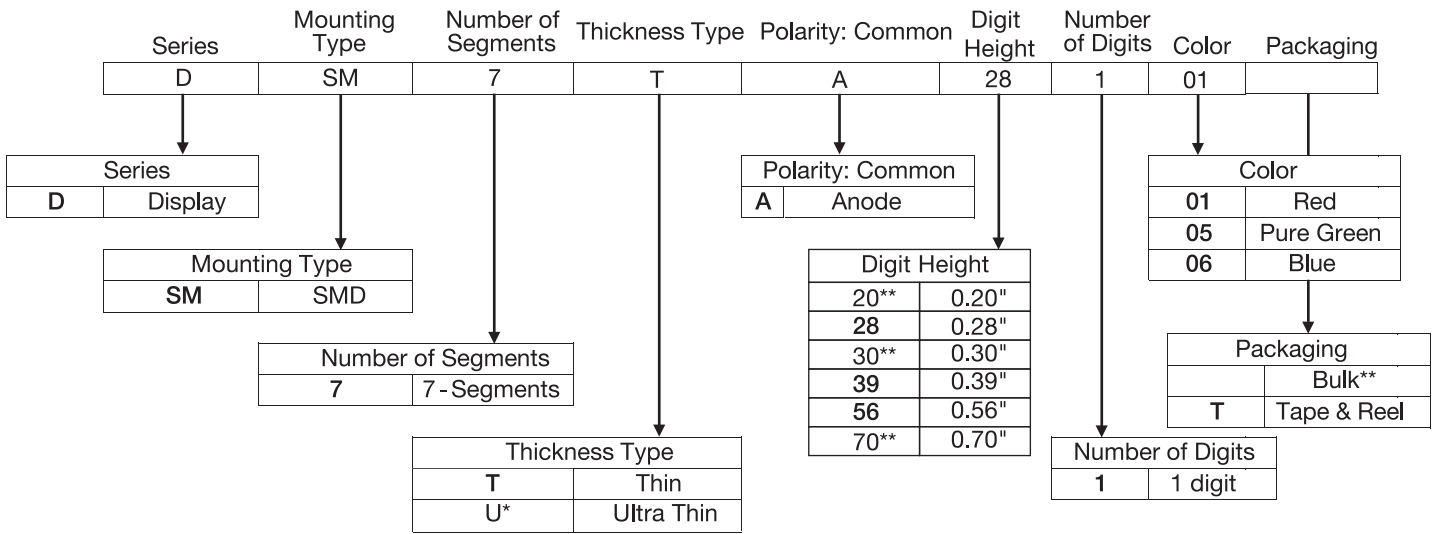 Series Mounting Type Number of Segments Thickness Type Polarity: Common Digit Height Number of Digits Color Packaging
D SM 7 T A 28 1 01
Series
D Display
Mounting Type
SM SMD
Number of Segments
7 7-Segments
Thickness Type
T Thin
U* Ultra Thin
Polarity: Common
A Anode
Digit Height
20** 0.20"
28 0.28"
30** 0.30"
39 0.39"
56 0.56"
70** 0.70"
Number of Digits
1 1 digit
Color
01 Red
05 Pure Green
06 Blue
Packaging
Bulk**
T Tape & Reel